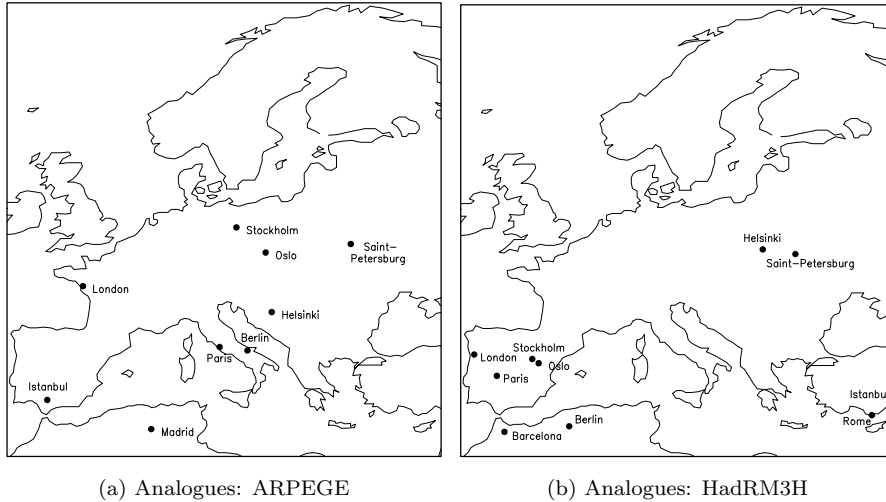 Stockholm
Oslo
Saint-
Petersburg
London
Helsinki
Berlin
Paris
Istanbul
Madrid
Helsinki
Saint-Petersburg
Stockholm
London
Oslo
Paris
Istanbu
Rome
Berlin
Barcelona
(a) Analogues: ARPEGE
(b) Analogues: HadRM3H